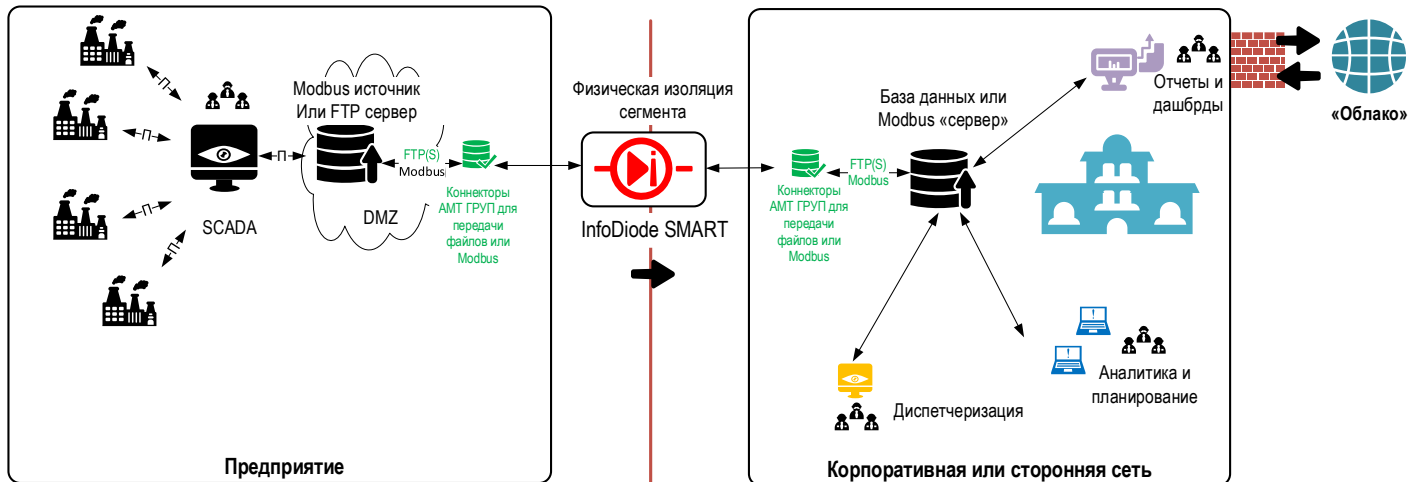 П
П
П
П
SCADA
П
Modbus источник
Или FTP сервер
FTP(S)
Modbus
DMZ
Коннекторы
АМТ ГРУП для
передачи
файлов или
Modbus
Предприятие
Физическая изоляция
сегмента
InfoDiode SMART
Коннекторы
АМТ ГРУП для
передачи
файлов или
Modbus
FTP(S)
Modbus
База данных или
Modbus «сервер»
Отчеты и
дашбрды
Диспетчеризация
Аналитика и
планирование
Корпоративная или сторонняя сеть
«Облако»